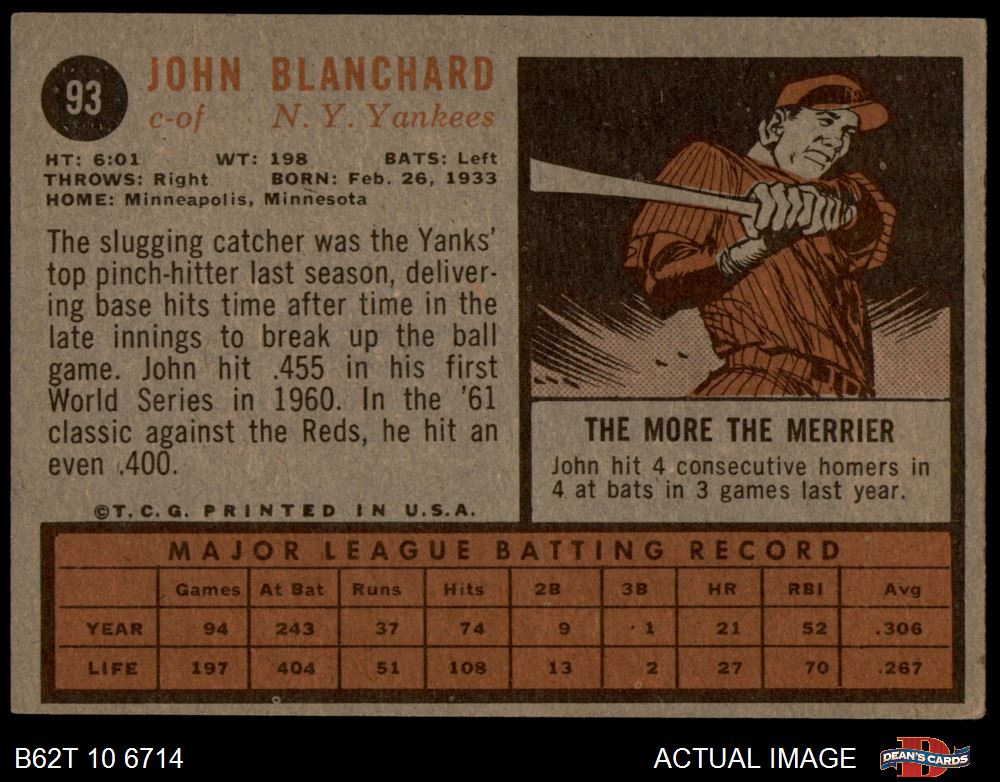 93
JOHN BLANCHARD
c-of N. Y. Yankees
HT: 6:01 WT: 198 BATS: Left
THROWS: Right BORN: Feb. 26, 1933
HOME: Minneapolis, Minnesota
The slugging catcher was the Yanks'
top pinch-hitter last season, deliver-
ing base hits time after time in the
late innings to break up the ball
game. John hit .455 in his first
World Series in 1960. In the '61
classic against the Reds, he hit an
even .400.
©T. C. G. PRINTED IN U.S.A.
THE MORE THE MERRIER
John hit 4 consecutive homers in
4 at bats in 3 games last year.
MAJOR LEAGUE BATTING RECORD
Games At Bat Runs Hits 2B 3B HR RBI Avg
YEAR 94 243 37 74 9 1 21 52 .306
LIFE 197 404 51 108 13 2 27 70 .267
B62T 10 6714
ACTUAL IMAGE
DEAN'S CARDS